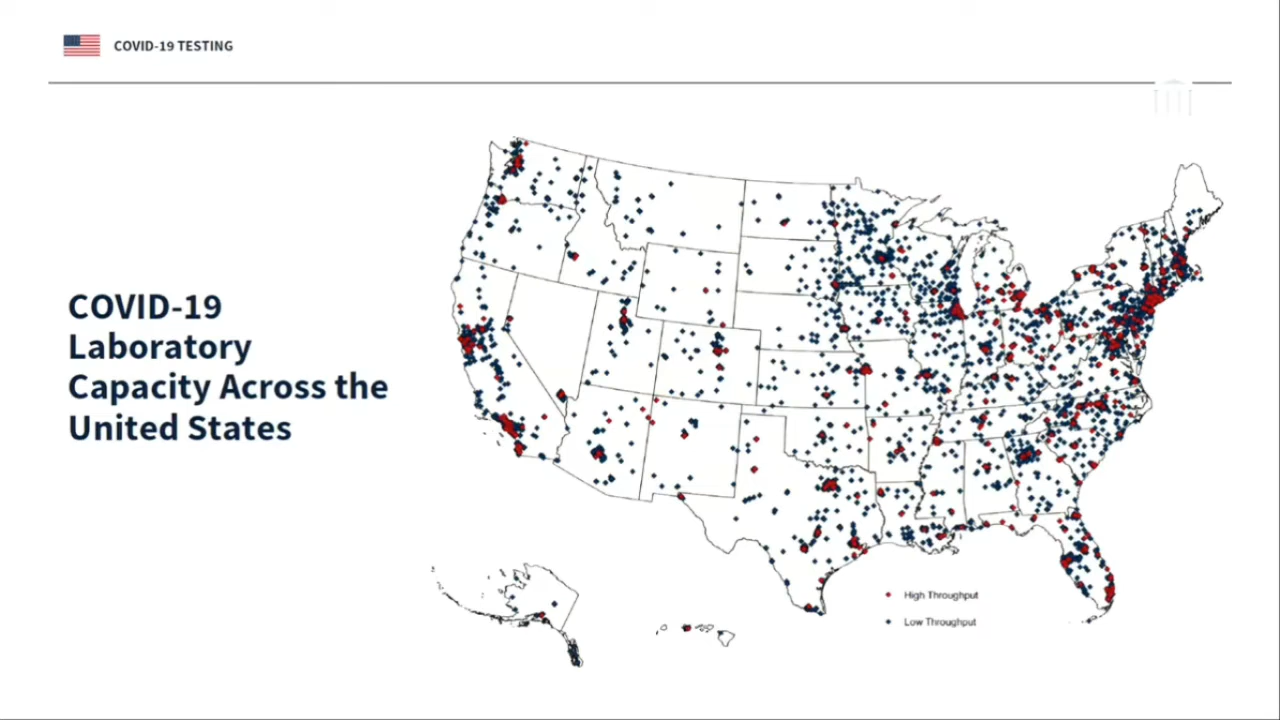 COVID-19 TESTING
COVID-19
Laboratory
Capacity Across the
United States
High Throughput
Low Throughput